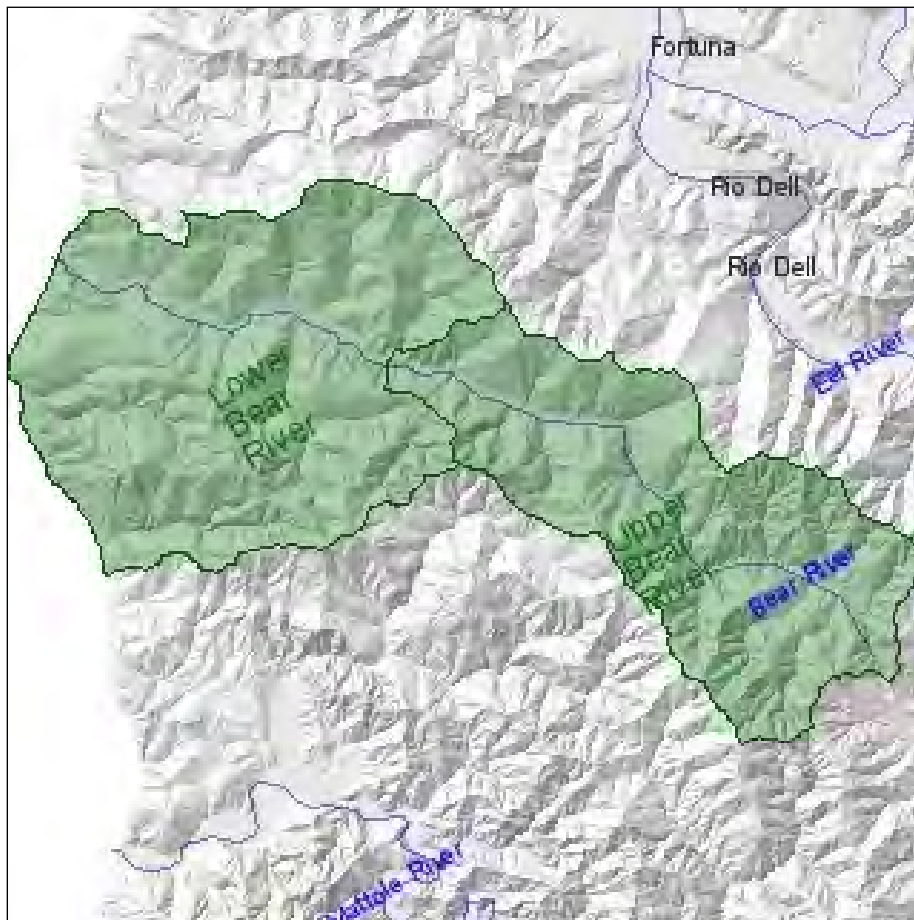 Fortuna
Rio Dell
Rio Dell
Eel River
Lower
Bear
River
Upper
Bear
River
Bear River
Mattole River